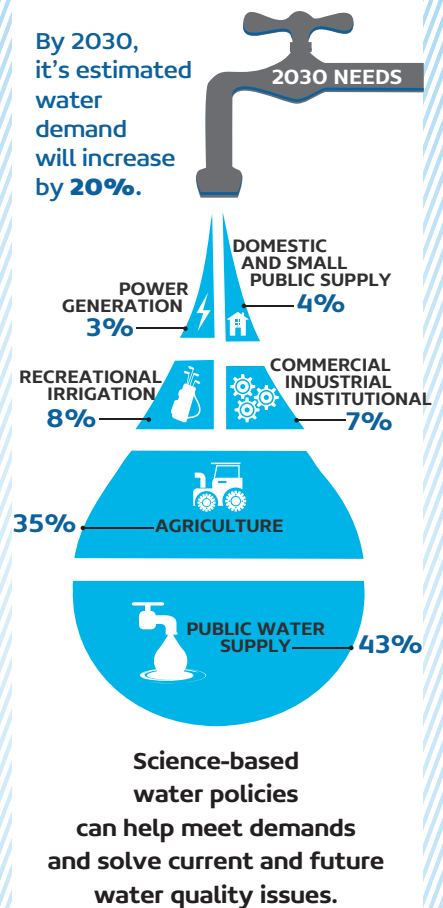 By 2030,
it's estimated
water
demand
will increase
by 20%.
2030 NEEDS
DOMESTIC
AND SMALL
PUBLIC SUPPLY
4%
POWER
GENERATION
3%
RECREATIONAL
IRRIGATION
8%
COMMERCIAL
INDUSTRIAL
INSTITUTIONAL
7%
35%
AGRICULTURE
PUBLIC WATER
SUPPLY
43%
Science-based
water policies
can help meet demands
and solve current and future
water quality issues.